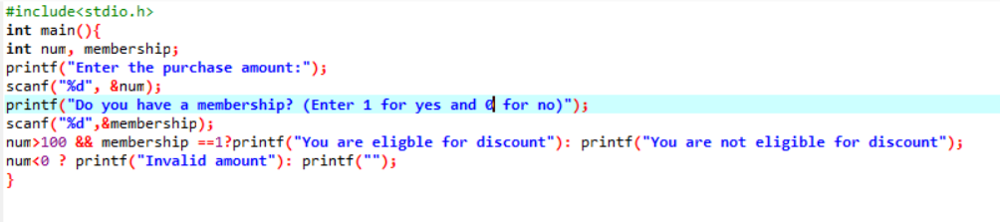 #include<stdio.h>
int main(){
int num, membership;
printf("Enter the purchase amount:");
scanf("%d", &num);
printf("Do you have a membership? (Enter 1 for yes and 0 for no)");
scanf("%d",&membership);
num>100 && membership ==1?printf("You are eligble for discount"): printf("You are not eligible for discount");
num<0 ? printf("Invalid amount"): printf("");
}